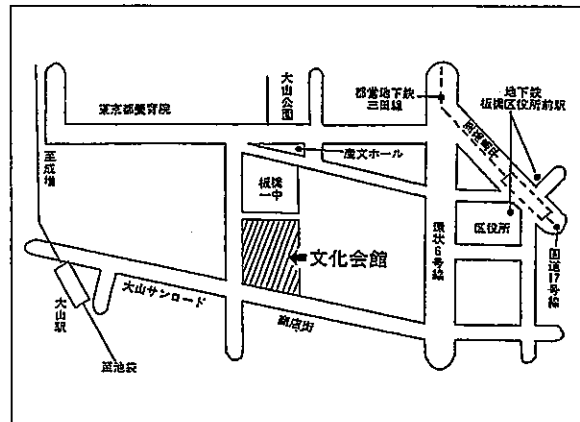 大山公園
都営地下鉄
三田線
地下鉄
板橋区役所前駅
東京都養育院
産文ホール
至成増
板橋
一中
区役所
文化会館
環状6号線
国道17号線
大山サンロード
商店街
大山駅
至池袋